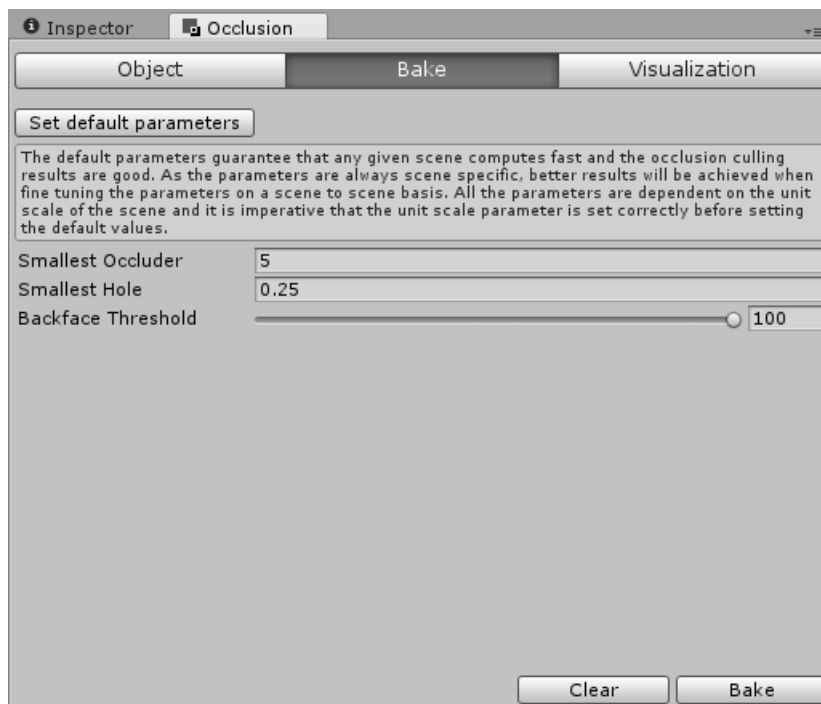 Inspector
Occlusion
Object
Bake
Visualization
Set default parameters
The default parameters guarantee that any given scene computes fast and the occlusion culling
results are good. As the parameters are always scene specific, better results will be achieved when
fine tuning the parameters on a scene to scene basis. All the parameters are dependent on the unit
scale of the scene and it is imperative that the unit scale parameter is set correctly before setting
the default values.
Smallest Occluder 5
Smallest Hole 0.25
Backface Threshold 100
Clear
Bake